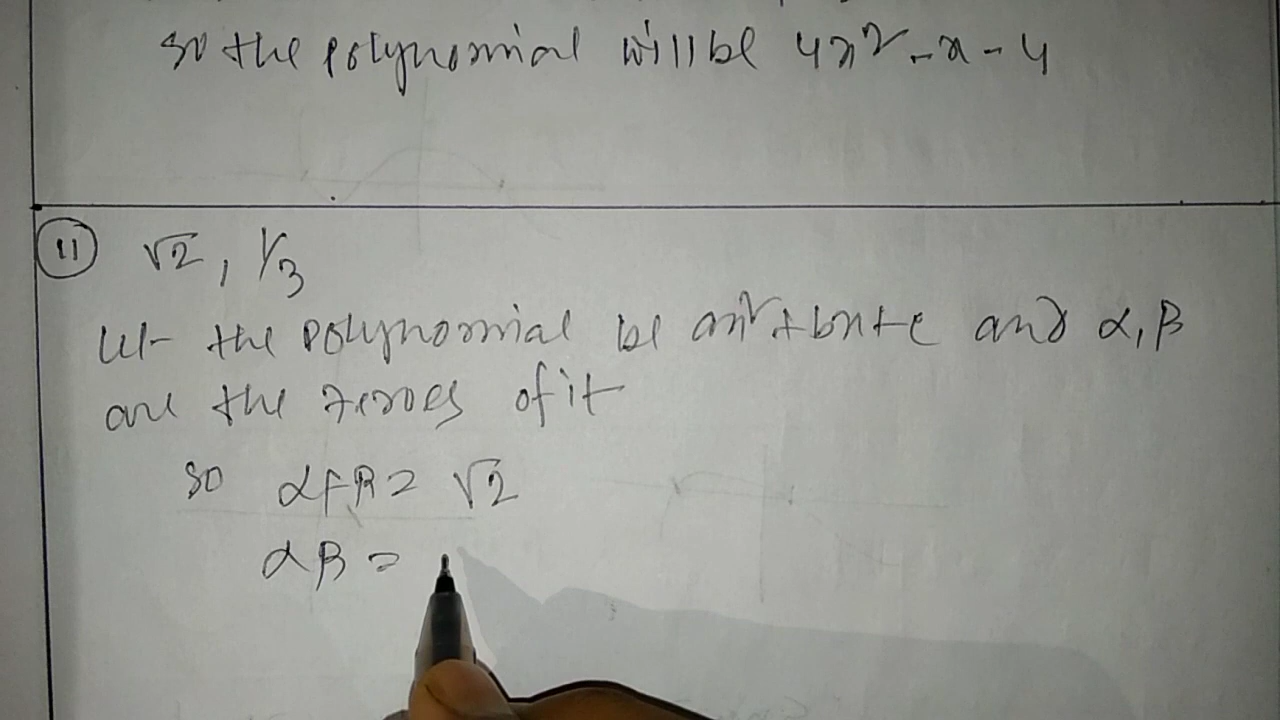 so the polynomial will be 4x² - x - 4
(11) √2, 1/3
Let the polynomial be ax²+bx+c and α, β
are the zeroes of it
so α+β = √2
αβ =